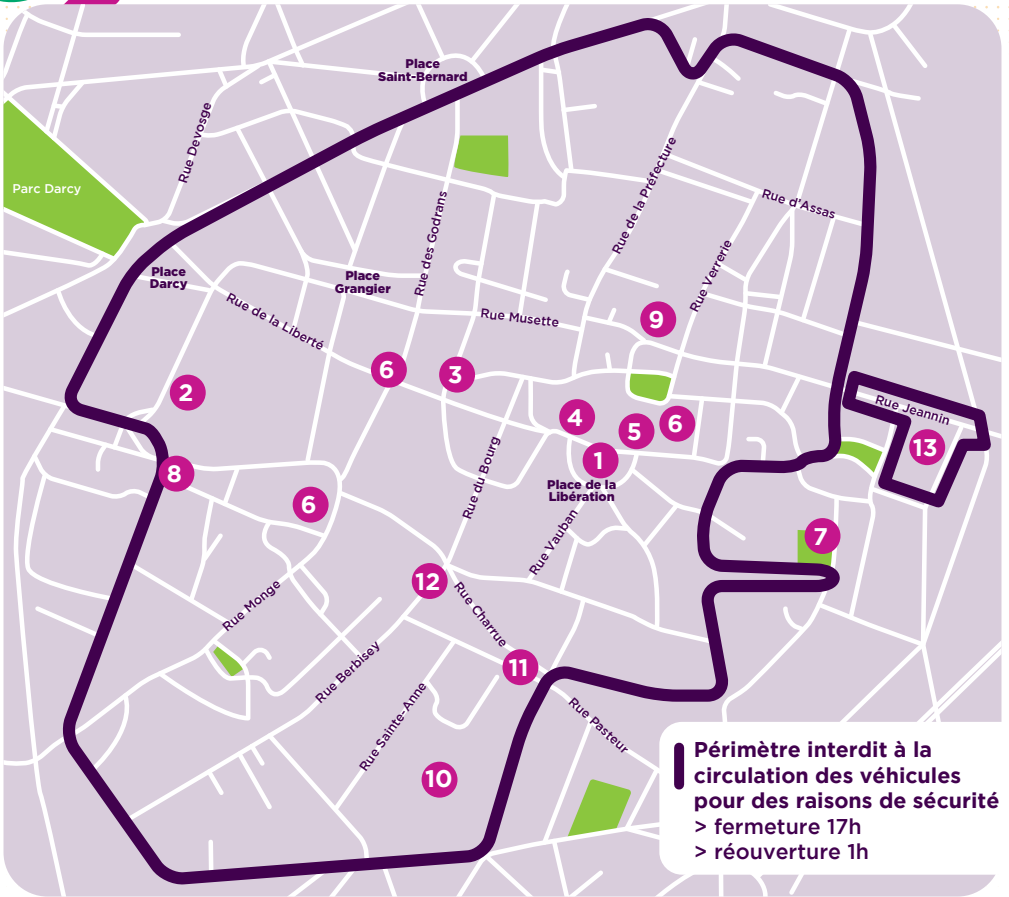 Place
Saint-Bernard
Rue Devosge
Parc Darcy
Rue de la Préfecture
Rue d'Assas
Rue des Godrans
Place
Darcy
Place
Grangier
Rue Verrerie
Rue de la Liberté
Rue Musette
9
6
3
2
Rue Jeannin
4
5
6
13
1
8
Rue du Bourg
Place de la
Libération
6
Rue Vauban
7
12
Rue Monge
Rue Charrue
Rue Berbisey
11
Rue Sainte-Anne
Rue Pasteur
10
Périmètre interdit à la
circulation des véhicules
pour des raisons de sécurité
> fermeture 17h
> réouverture 1h